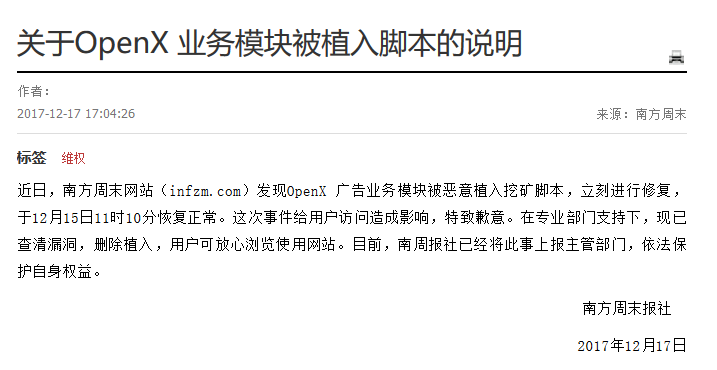 关于OpenX 业务模块被植入脚本的说明
作者：
2017-12-17 17:04:26
来源：南方周末
标签 维权
近日，南方周末网站（infzm.com）发现OpenX 广告业务模块被恶意植入挖矿脚本，立刻进行修复，
于12月15日11时10分恢复正常。这次事件给用户访问造成影响，特致歉意。在专业部门支持下，现已
查清漏洞，删除植入，用户可放心浏览使用网站。目前，南周报社已经将此事上报主管部门，依法保
护自身权益。
南方周末报社
2017年12月17日